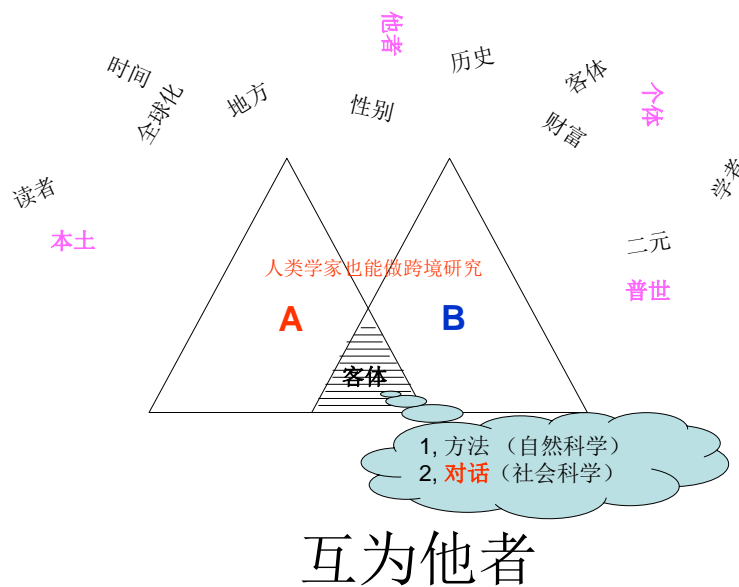 他者
历史
时间
客体
全球化
地方
性别
个体
财富
读者
学者
本土
二元
人类学家也能做跨境研究
普世
A
B
客体
1, 方法 （自然科学）
2, 对话（社会科学）
互为他者